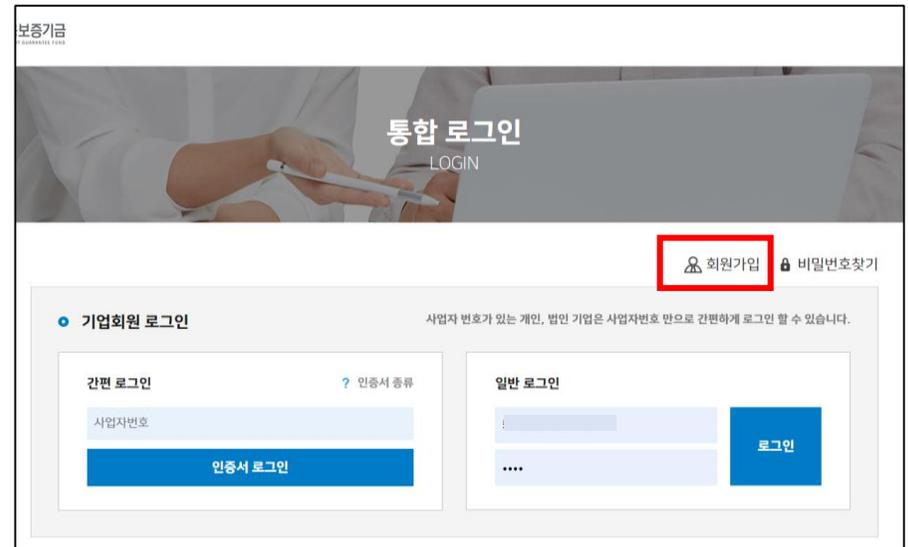 보증기금
통합 로그인
LOGIN
회원가입 비밀번호찾기
기업회원 로그인 사업자 번호가 있는 개인, 법인 기업은 사업자번호 만으로 간편하게 로그인 할 수 있습니다.
간편 로그인 ? 인증서 종류
일반 로그인
사업자번호
인증서 로그인
••••
로그인